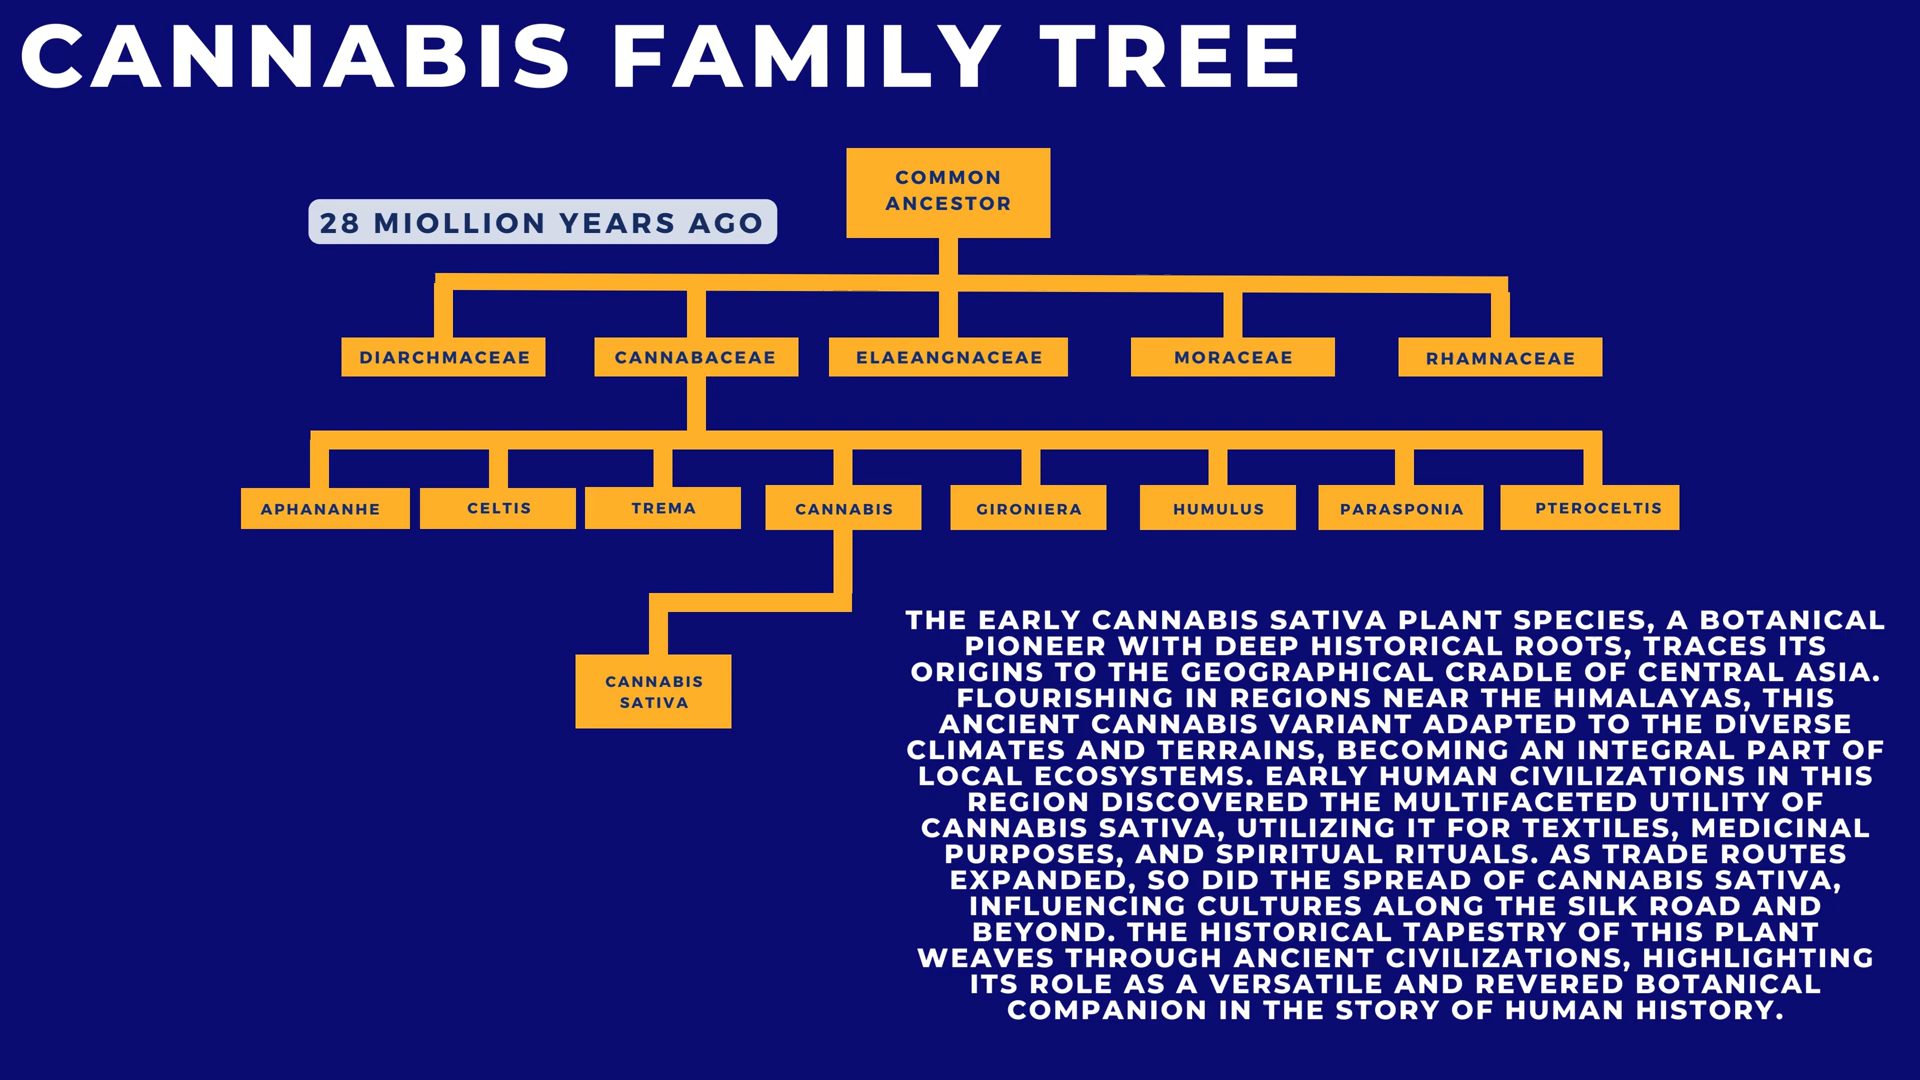 CANNABIS FAMILY TREE
COMMON
ANCESTOR
28 MIOLLION YEARS AGO
DIARCHMACEAE
CANNABACEAE
ELAEANGNACEAE
MORACEAE
RHAMNACEAE
APHANANHE
CELTIS
TREMA
CANNABIS
GIRONIERA
HUMULUS
PARASPONIA
PTEROCELTIS
CANNABIS
SATIVA
THE EARLY CANNABIS SATIVA PLANT SPECIES, A BOTANICAL
PIONEER WITH DEEP HISTORICAL ROOTS, TRACES ITS
ORIGINS TO THE GEOGRAPHICAL CRADLE OF CENTRAL ASIA.
FLOURISHING IN REGIONS NEAR THE HIMALAYAS, THIS
ANCIENT CANNABIS VARIANT ADAPTED TO THE DIVERSE
CLIMATES AND TERRAINS, BECOMING AN INTEGRAL PART OF
LOCAL ECOSYSTEMS. EARLY HUMAN CIVILIZATIONS IN THIS
REGION DISCOVERED THE MULTIFACETED UTILITY OF
CANNABIS SATIVA, UTILIZING IT FOR TEXTILES, MEDICINAL
PURPOSES, AND SPIRITUAL RITUALS. AS TRADE ROUTES
EXPANDED, SO DID THE SPREAD OF CANNABIS SATIVA,
INFLUENCING CULTURES ALONG THE SILK ROAD AND
BEYOND. THE HISTORICAL TAPESTRY OF THIS PLANT
WEAVES THROUGH ANCIENT CIVILIZATIONS, HIGHLIGHTING
ITS ROLE AS A VERSATILE AND REVERED BOTANICAL
COMPANION IN THE STORY OF HUMAN HISTORY.